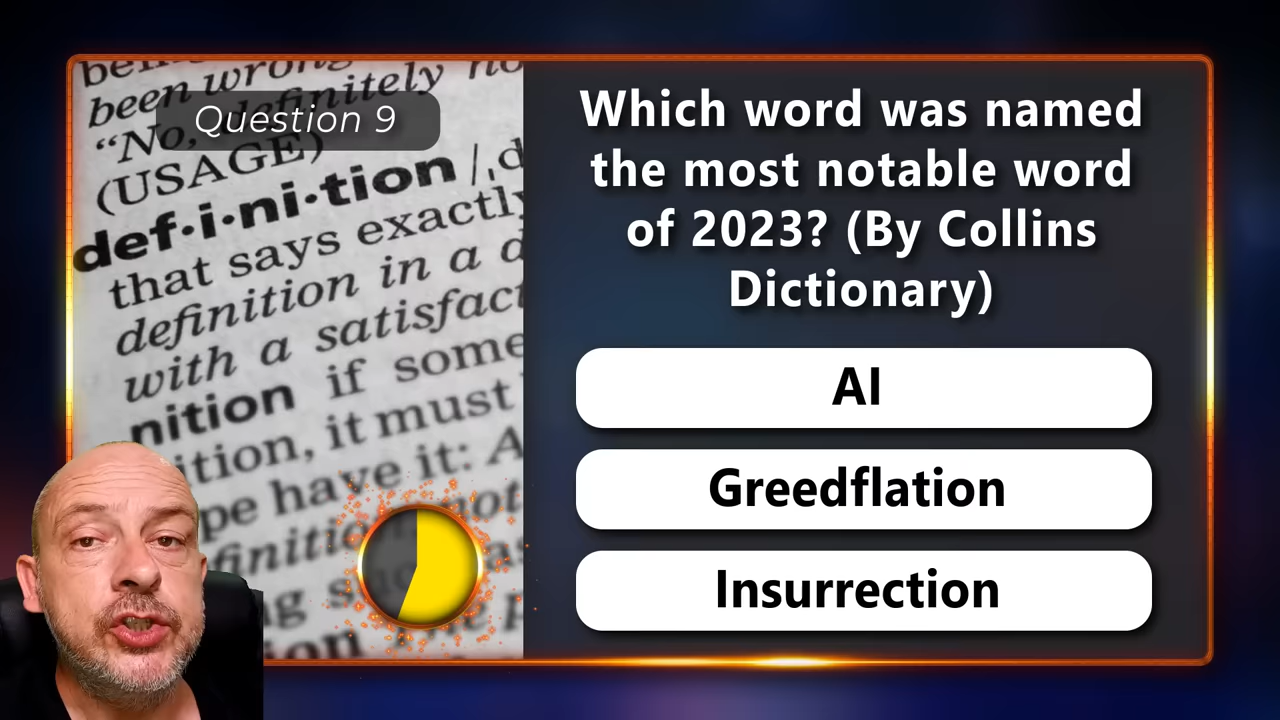 been wrong
"No, definitely no
(USAGE)
Question 9
def·i·ni·tion /ˌd
that says exactly
definition in a d
with a satisfact
nition if some
ition, it must
pe have it: A
Which word was named
the most notable word
of 2023? (By Collins
Dictionary)
AI
Greedflation
Insurrection